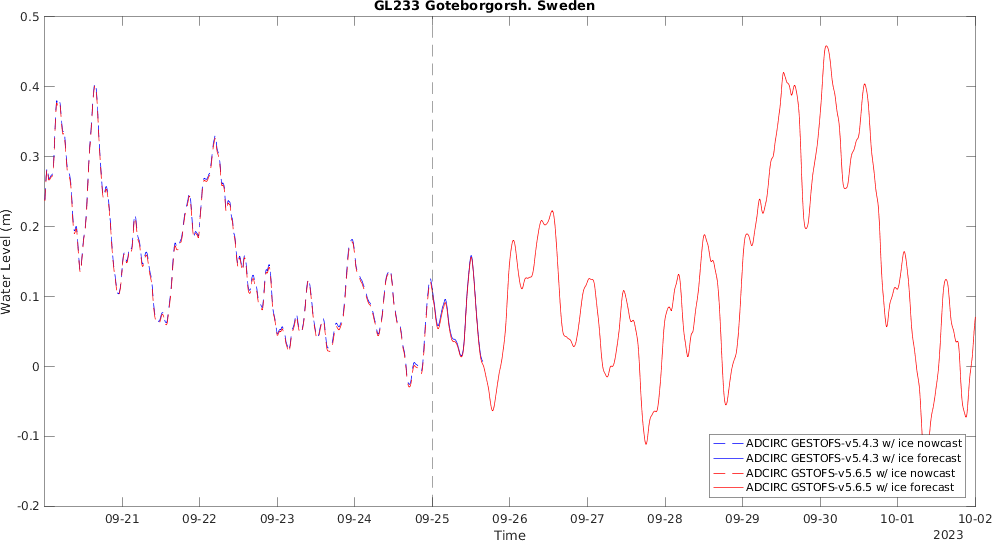 GL233 Goteborgorsh. Sweden
0.5
0.4
0.3
0.2
0.1
0
-0.1
-0.2
Water Level (m)
09-21 09-22 09-23 09-24 09-25 09-26 09-27 09-28 09-29 09-30 10-01 10-02
Time
2023
ADCIRC GESTOFS-v5.4.3 w/ ice nowcast
ADCIRC GESTOFS-v5.4.3 w/ ice forecast
ADCIRC GSTOFS-v5.6.5 w/ ice nowcast
ADCIRC GSTOFS-v5.6.5 w/ ice forecast